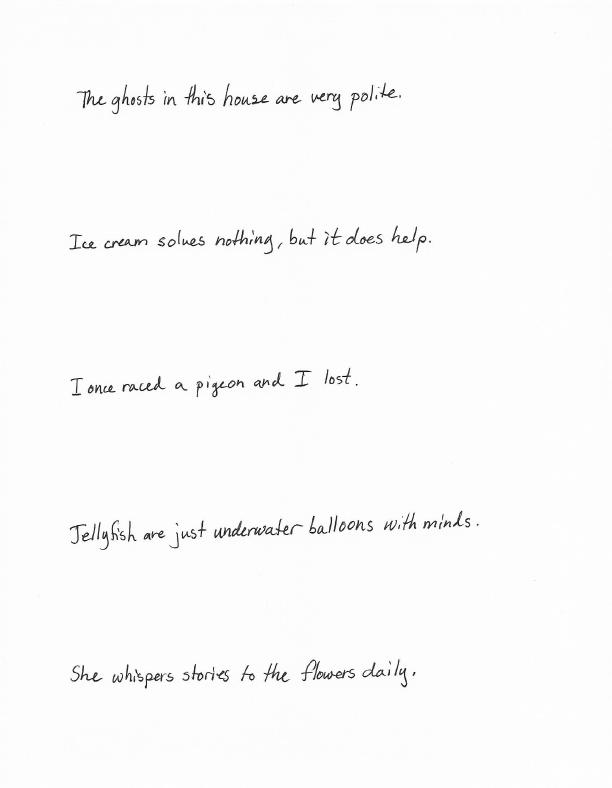 The ghosts in this house are very polite.
Ice cream solves nothing, but it does help.
I once raced a pigeon and I lost.
Jellyfish are just underwater balloons with minds.
She whispers stories to the flowers daily.